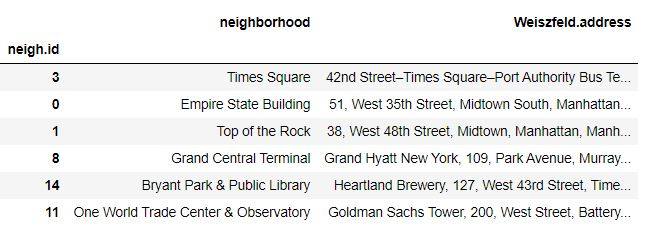 neighborhood Weiszfeld.address
neigh.id
3 Times Square 42nd Street–Times Square–Port Authority Bus Te...
0 Empire State Building 51, West 35th Street, Midtown South, Manhattan...
1 Top of the Rock 38, West 48th Street, Midtown, Manhattan, Manh...
8 Grand Central Terminal Grand Hyatt New York, 109, Park Avenue, Murray...
14 Bryant Park & Public Library Heartland Brewery, 127, West 43rd Street, Time...
11 One World Trade Center & Observatory Goldman Sachs Tower, 200, West Street, Battery...